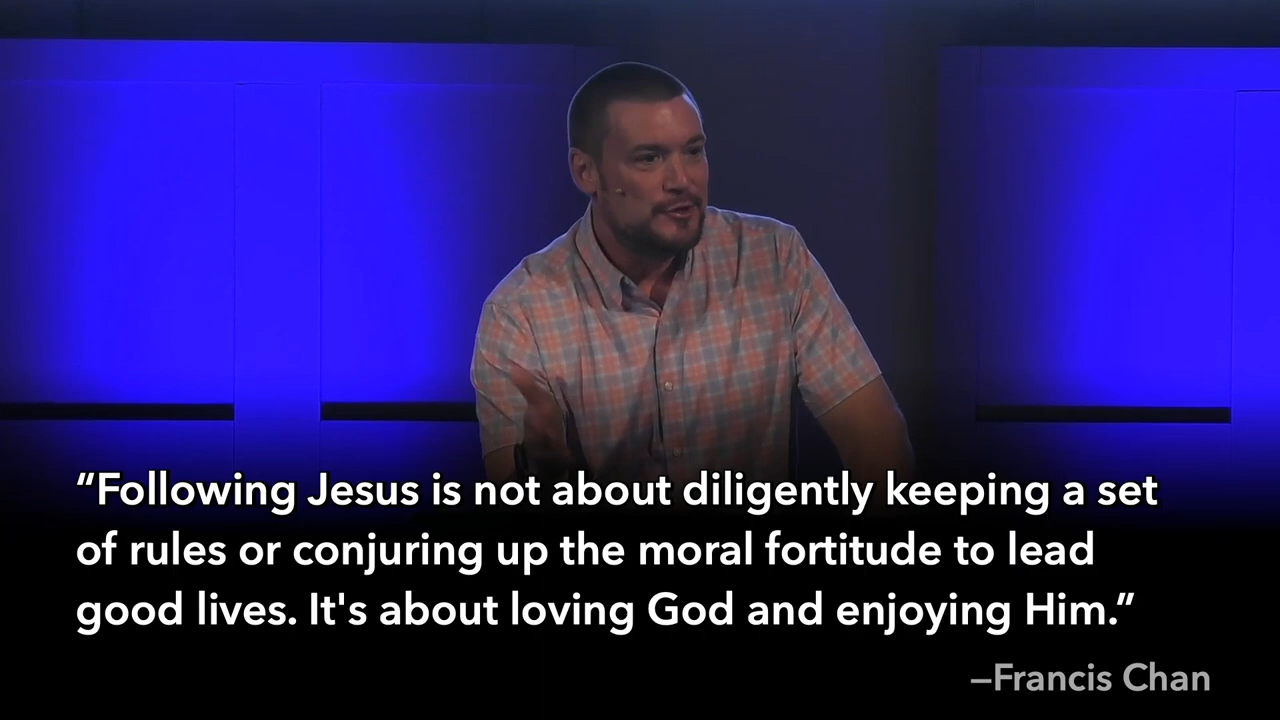 “Following Jesus is not about diligently keeping a set
of rules or conjuring up the moral fortitude to lead
good lives. It's about loving God and enjoying Him.”
–Francis Chan